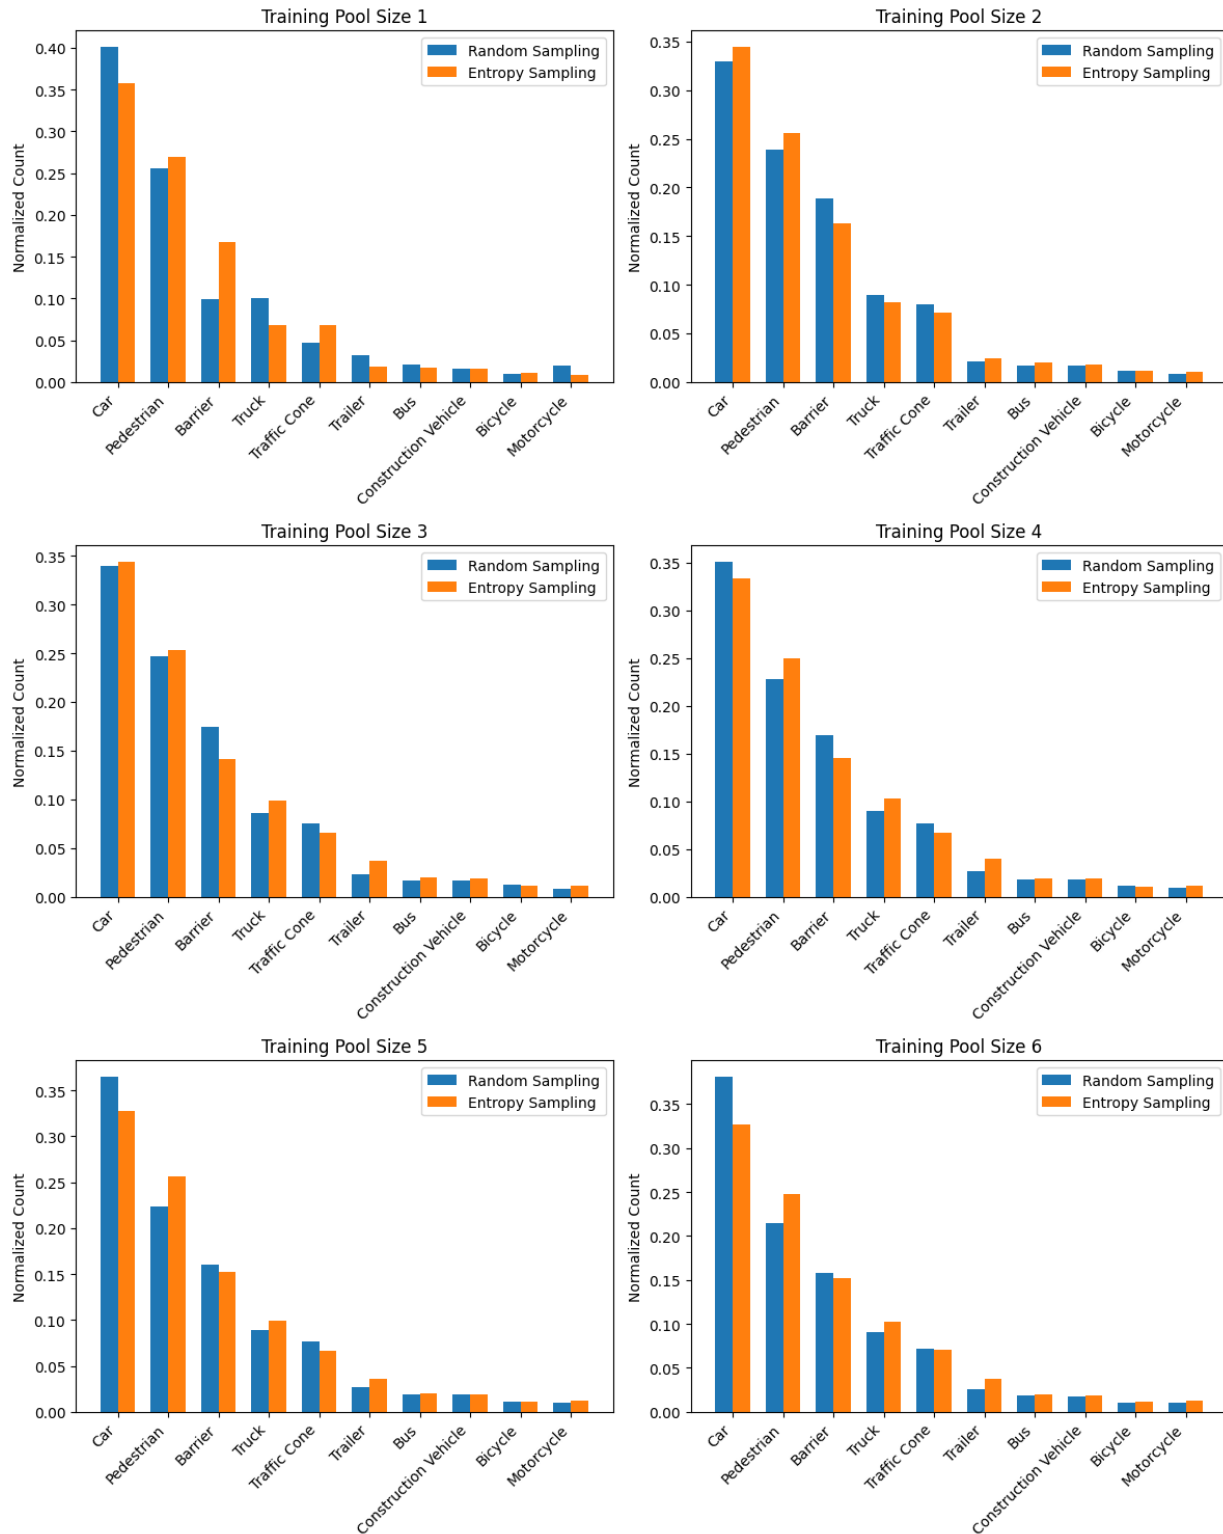 Training Pool Size 1
Normalized Count
0.40
0.35
0.30
0.25
0.20
0.15
0.10
0.05
0.00
Random Sampling
Entropy Sampling
Car
Pedestrian
Barrier
Truck
Traffic Cone
Trailer
Bus
Construction Vehicle
Bicycle
Motorcycle
Training Pool Size 2
Normalized Count
0.35
0.30
0.25
0.20
0.15
0.10
0.05
0.00
Random Sampling
Entropy Sampling
Car
Pedestrian
Barrier
Truck
Traffic Cone
Trailer
Bus
Construction Vehicle
Bicycle
Motorcycle
Training Pool Size 3
Normalized Count
0.35
0.30
0.25
0.20
0.15
0.10
0.05
0.00
Random Sampling
Entropy Sampling
Car
Pedestrian
Barrier
Truck
Traffic Cone
Trailer
Bus
Construction Vehicle
Bicycle
Motorcycle
Training Pool Size 4
Normalized Count
0.35
0.30
0.25
0.20
0.15
0.10
0.05
0.00
Random Sampling
Entropy Sampling
Car
Pedestrian
Barrier
Truck
Traffic Cone
Trailer
Bus
Construction Vehicle
Bicycle
Motorcycle
Training Pool Size 5
Normalized Count
0.35
0.30
0.25
0.20
0.15
0.10
0.05
0.00
Random Sampling
Entropy Sampling
Car
Pedestrian
Barrier
Truck
Traffic Cone
Trailer
Bus
Construction Vehicle
Bicycle
Motorcycle
Training Pool Size 6
Normalized Count
0.35
0.30
0.25
0.20
0.15
0.10
0.05
0.00
Random Sampling
Entropy Sampling
Car
Pedestrian
Barrier
Truck
Traffic Cone
Trailer
Bus
Construction Vehicle
Bicycle
Motorcycle